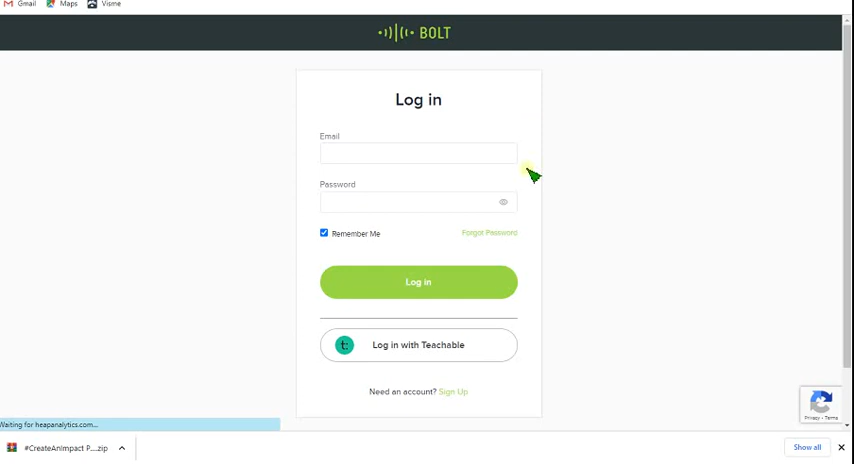 Gmail Maps Visme
BOLT
Log in
Email
Password
Remember Me Forgot Password
Log in
t: Log in with Teachable
Need an account? Sign Up
Privacy - Terms
Waiting for heapanalytics.com...
#CreateAnImpact P....zip Show all